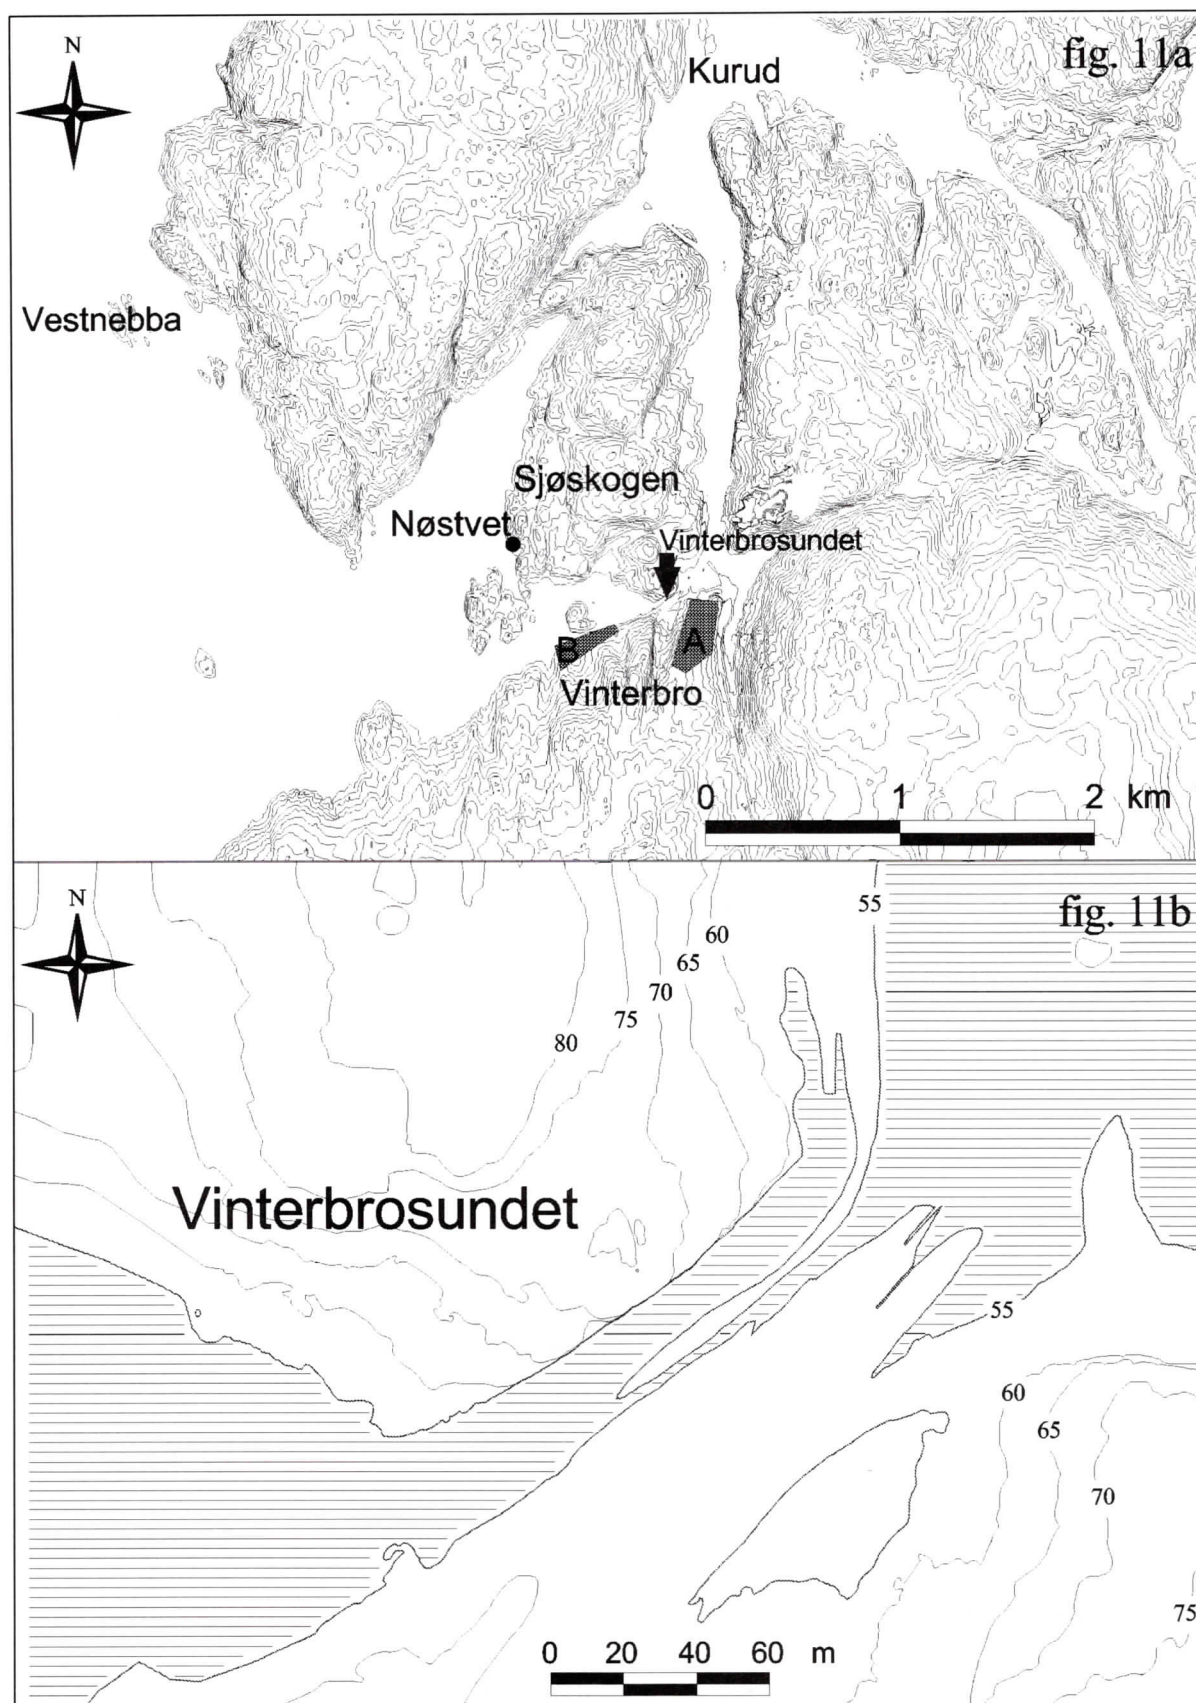 N
fig. 11a
Kurud
Vestnebba
Sjøskogen
Nøstvet
Vinterbrosundet
B
A
Vinterbro
0 1 2 km
N
fig. 11b
55
60
65
70
75
80
Vinterbrosundet
55
60
65
70
75
0 20 40 60 m